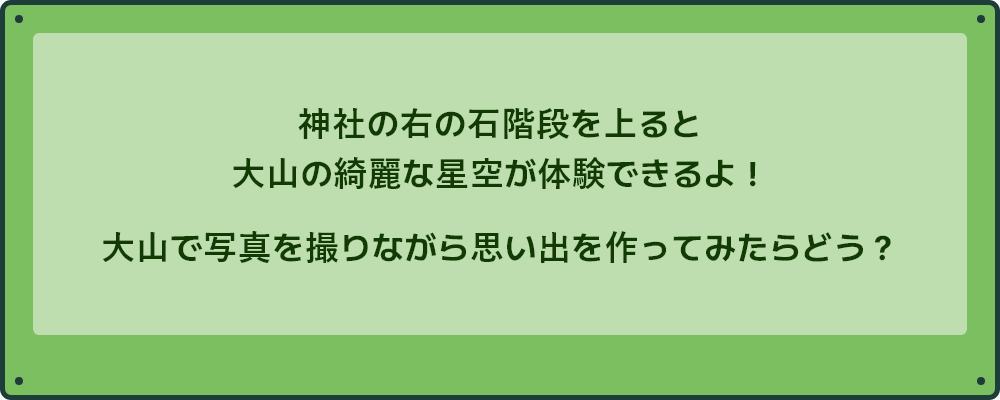 神社の右の石階段を上ると
大山の綺麗な星空が体験できるよ！
大山で写真を撮りながら思い出を作ってみたらどう？